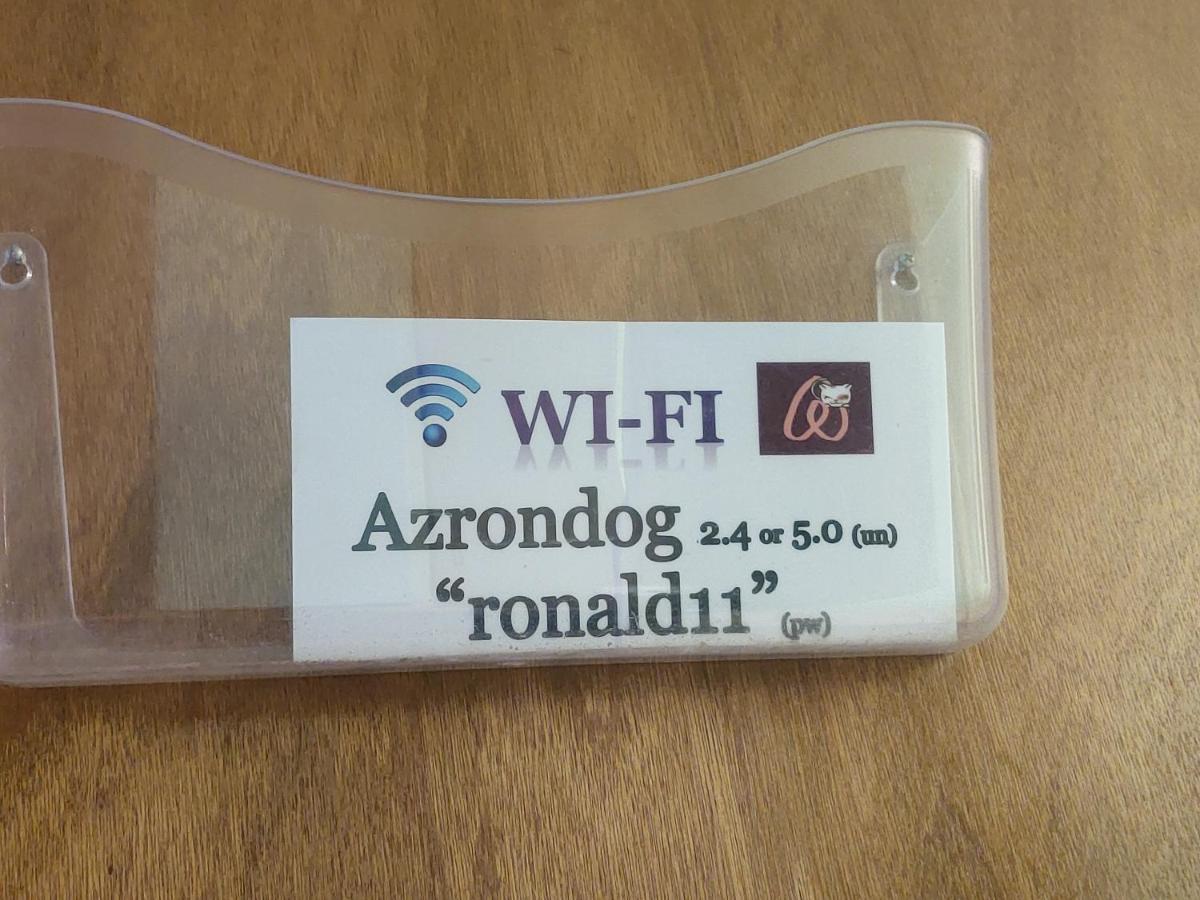 WI-FI
Azrondog 2.4 or 5.0 (un)
“ronald11” (pw)